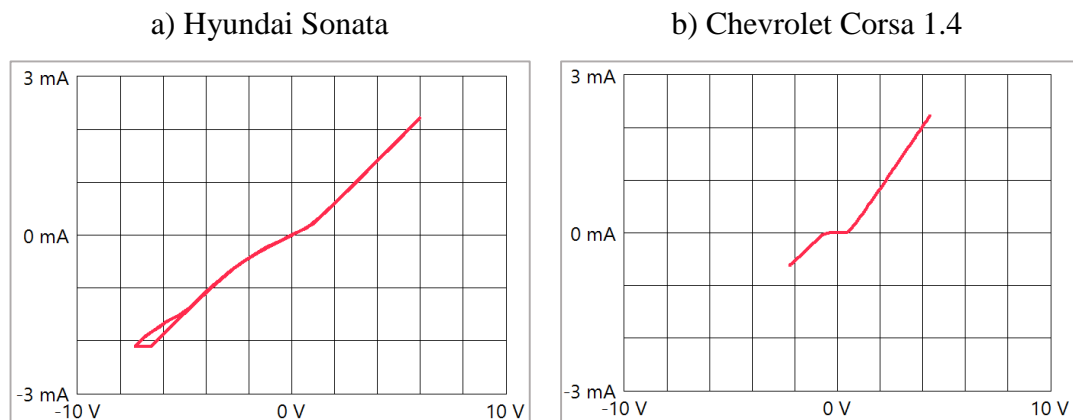 a) Hyundai Sonata
b) Chevrolet Corsa 1.4
3 mA
0 mA
-3 mA
-10 V
0 V
10 V
3 mA
0 mA
-3 mA
-10 V
0 V
10 V